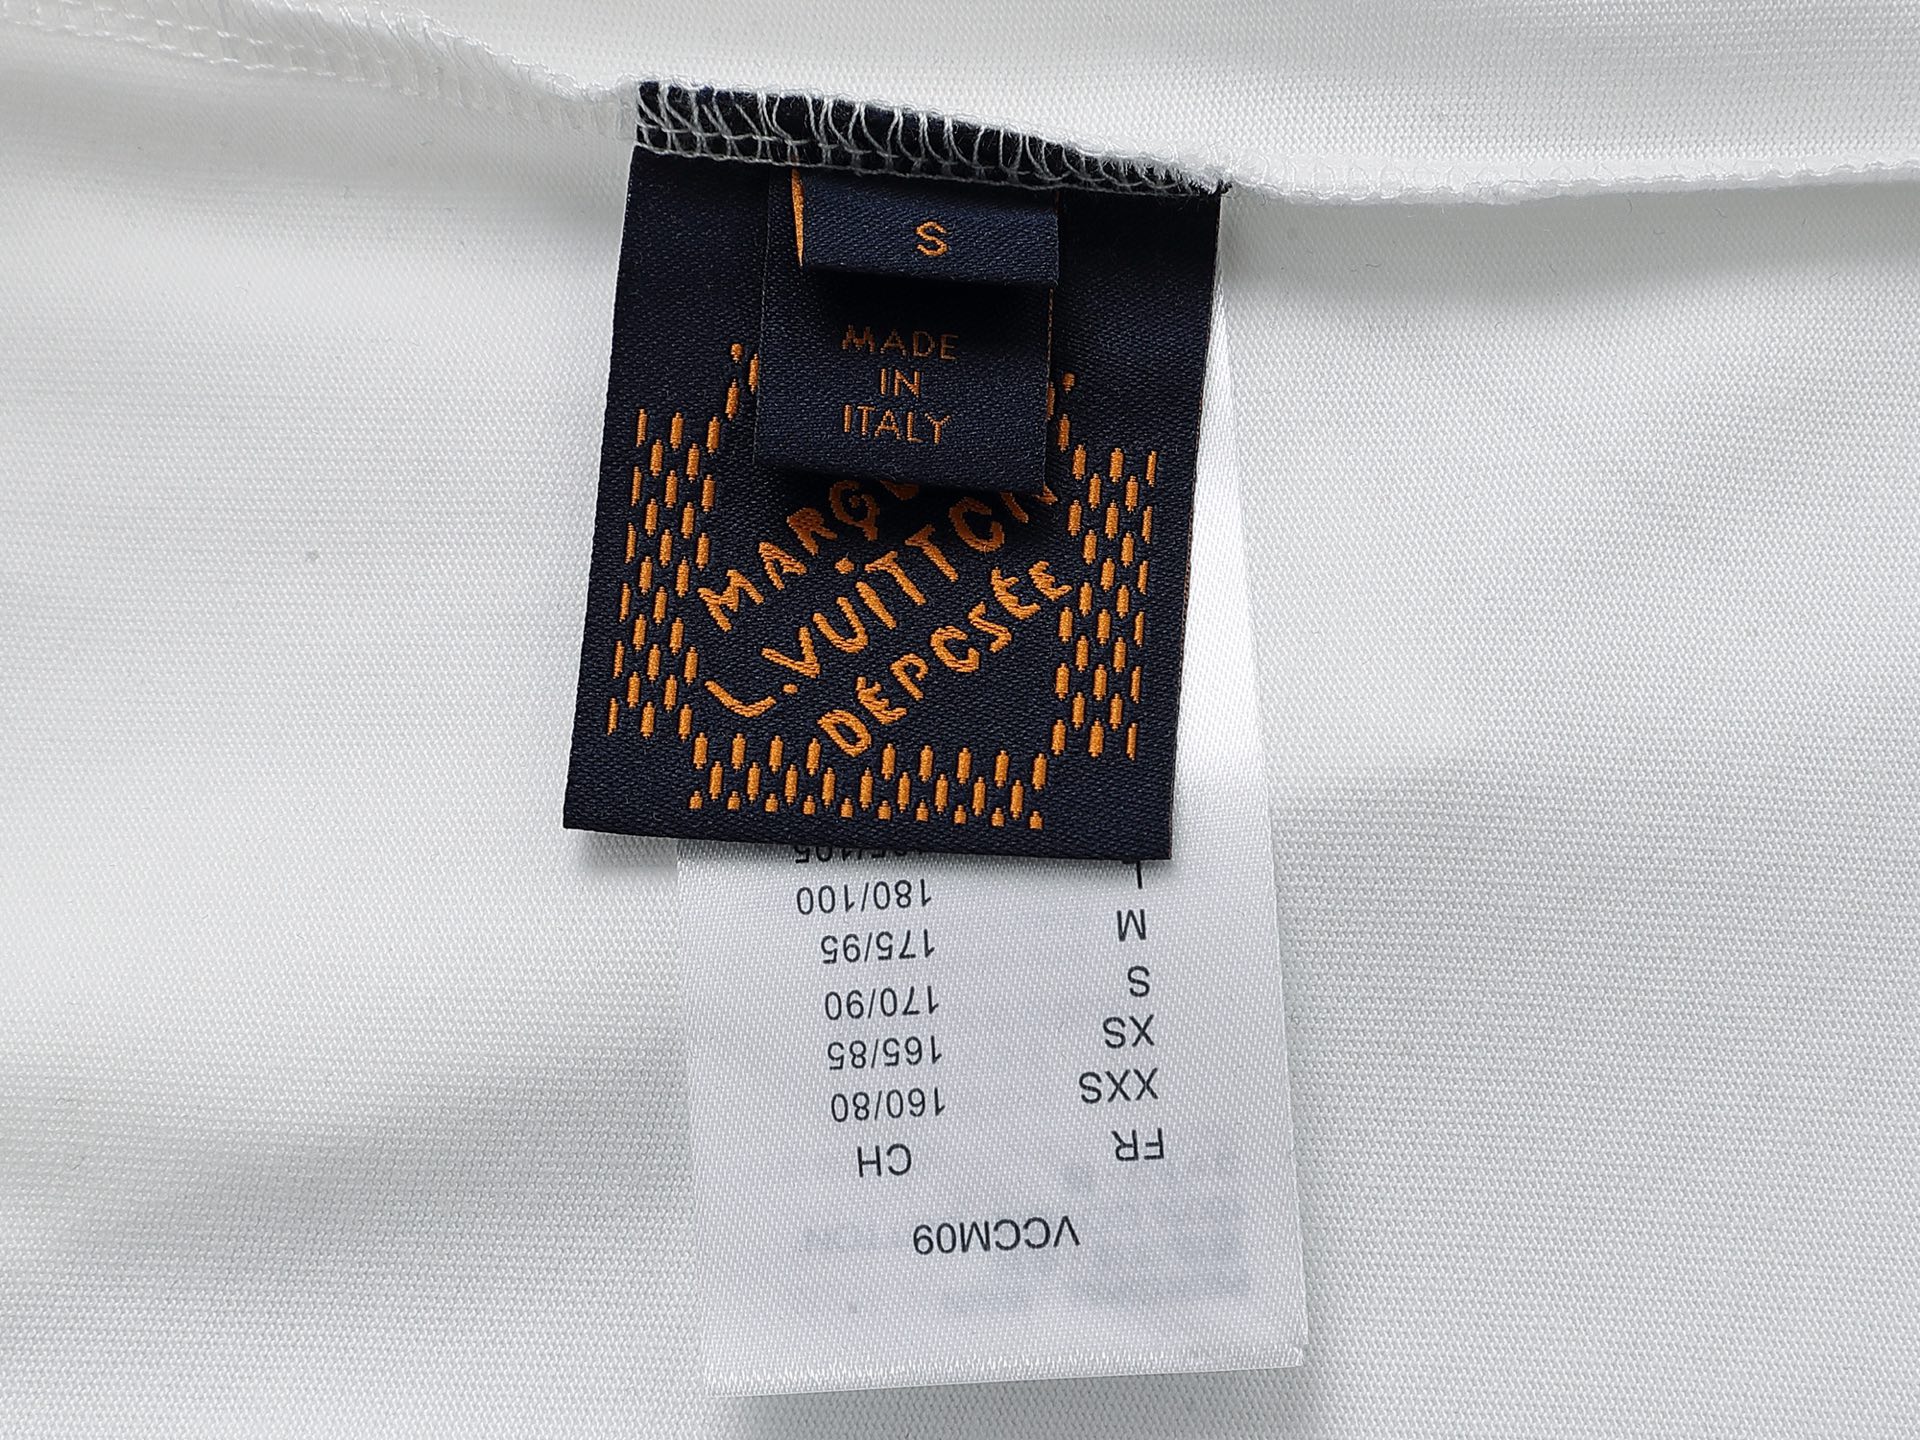 S
MADE
IN
ITALY
L.VUITTON
DÉPOSÉE
VCCM09
FR CH
XXS 160/80
XS 165/85
S 170/90
M 175/95
180/100